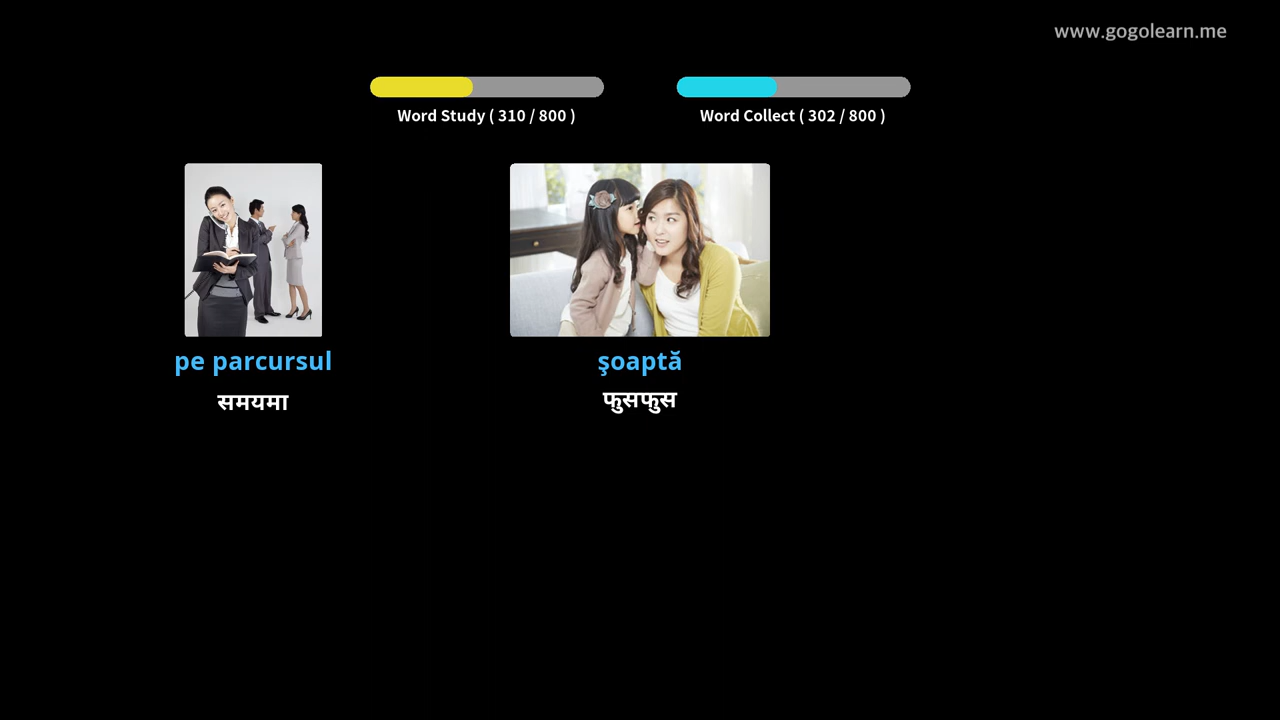 www.gogolearn.me
Word Study ( 310 / 800 )
Word Collect ( 302 / 800 )
pe parcursul
şoaptă
समयमा
फुसफुस